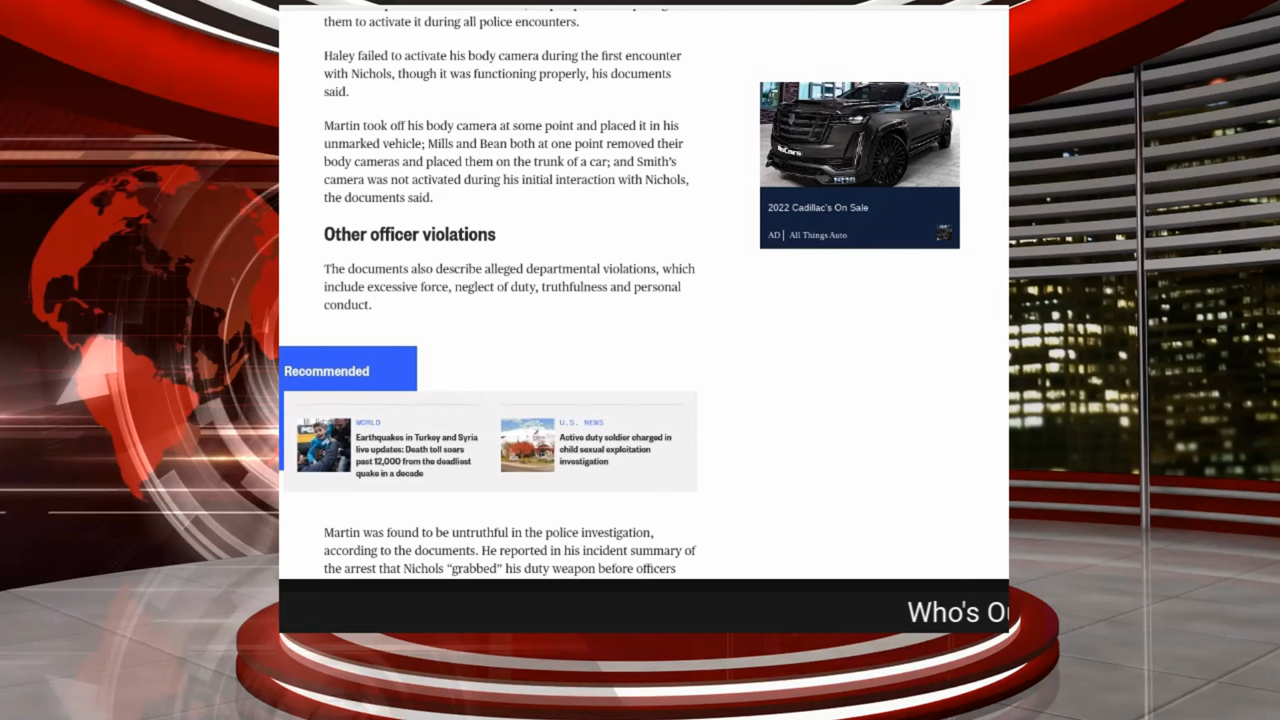 them to activate it during all police encounters.
Haley failed to activate his body camera during the first encounter
with Nichols, though it was functioning properly, his documents
said.
Martin took off his body camera at some point and placed it in his
unmarked vehicle; Mills and Bean both at one point removed their
body cameras and placed them on the trunk of a car; and Smith's
camera was not activated during his initial interaction with Nichols,
the documents said.
Other officer violations
The documents also describe alleged departmental violations, which
include excessive force, neglect of duty, truthfulness and personal
conduct.
2022 Cadillac's On Sale
AD | All Things Auto
Recommended
WORLD
Earthquakes in Turkey and Syria
live updates: Death toll soars
past 12,000 from the deadliest
quake in a decade
U.S. NEWS
Active duty soldier charged in
child sexual exploitation
investigation
Martin was found to be untruthful in the police investigation,
according to the documents. He reported in his incident summary of
the arrest that Nichols “grabbed” his duty weapon before officers
Who's